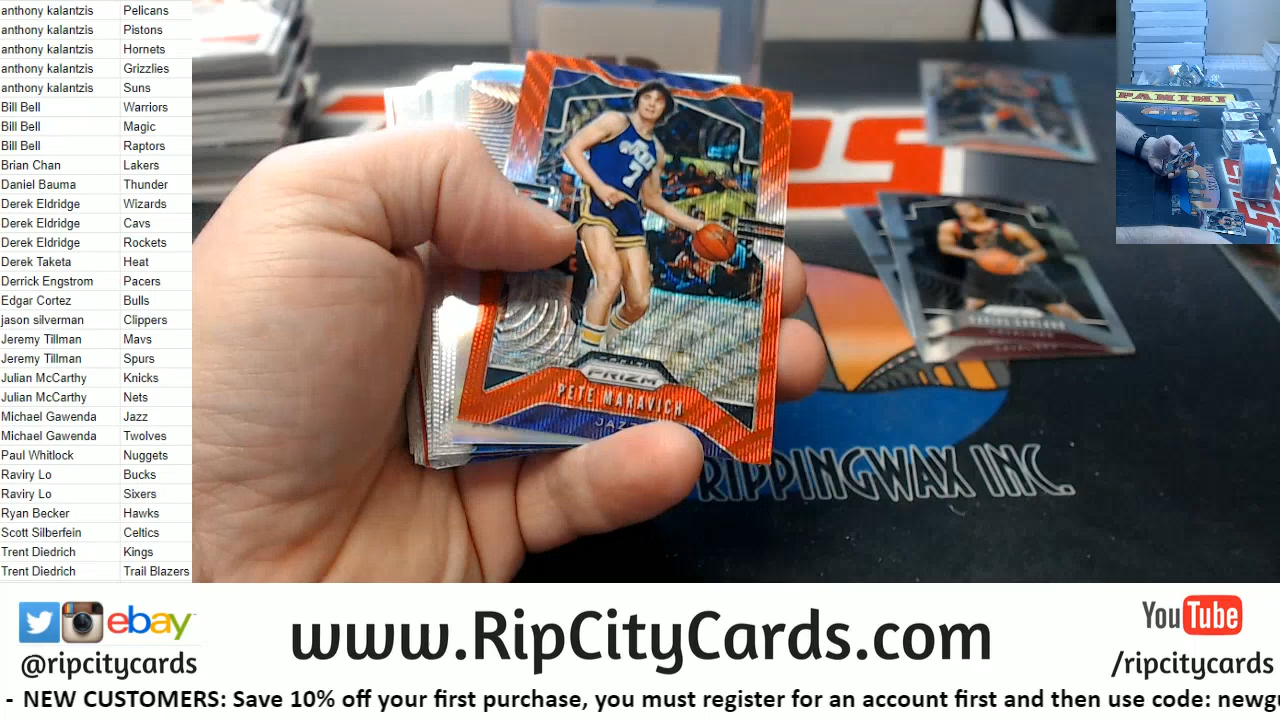 anthony kalantzis Pelicans
anthony kalantzis Pistons
anthony kalantzis Hornets
anthony kalantzis Grizzlies
anthony kalantzis Suns
Bill Bell Warriors
Bill Bell Magic
Bill Bell Raptors
Brian Chan Lakers
Daniel Bauma Thunder
Derek Eldridge Wizards
Derek Eldridge Cavs
Derek Eldridge Rockets
Derek Taketa Heat
Derrick Engstrom Pacers
Edgar Cortez Bulls
jason silverman Clippers
Jeremy Tillman Mavs
Jeremy Tillman Spurs
Julian McCarthy Knicks
Julian McCarthy Nets
Michael Gawenda Jazz
Michael Gawenda Twolves
Paul Whitlock Nuggets
Raviry Lo Bucks
Raviry Lo Sixers
Ryan Becker Hawks
Scott Silberfein Celtics
Trent Diedrich Kings
Trent Diedrich Trail Blazers
7
PRIZM
PETE MARAVICH
JAZZ
PANINI
RIPPINGWAX INC.
ebay
@ripcitycards
www.RipCityCards.com
YouTube
/ripcitycards
- NEW CUSTOMERS: Save 10% off your first purchase, you must register for an account first and then use code: newg